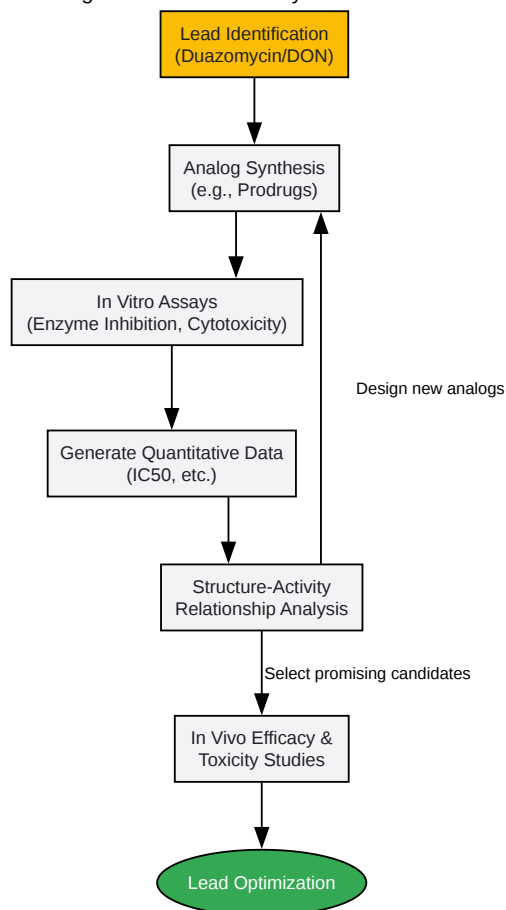 Lead Identification
(Duazomycin/DON)
Analog Synthesis
(e.g., Prodrugs)
In Vitro Assays
(Enzyme Inhibition, Cytotoxicity)
Design new analogs
Generate Quantitative Data
(IC50, etc.)
Structure-Activity
Relationship Analysis
Select promising candidates
In Vivo Efficacy &
Toxicity Studies
Lead Optimization